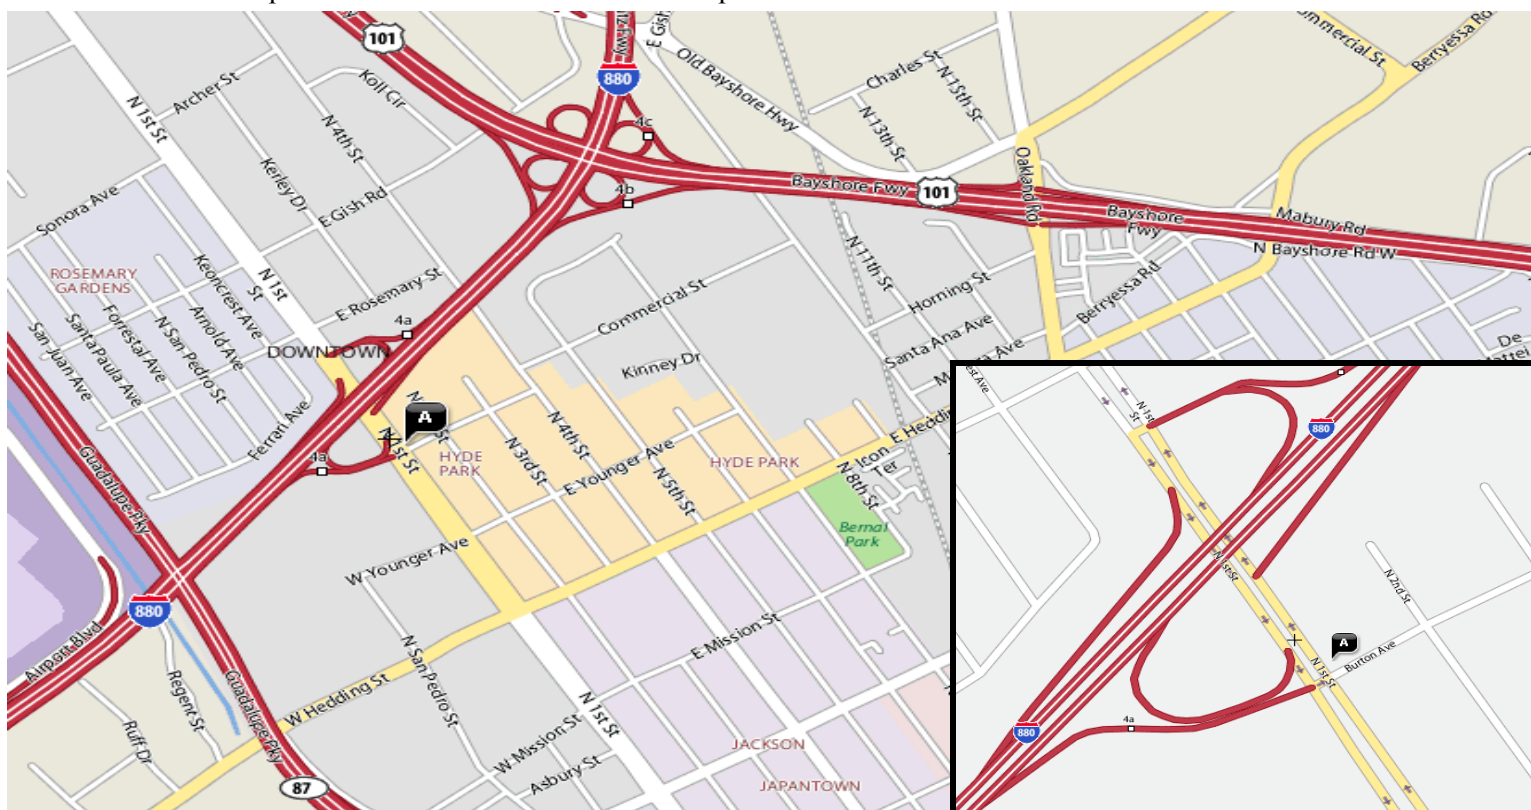 101
Koll Cir
880
E Gish
Old Bayshore Hwy
Charles St
N 15th St
N 13th St
Commercial St
Berryessa Rd
Archer St
N 1st St
N 4th St
Kerley Dr
E Gish Rd
4c
4b
Bayshore Fwy
101
Oakland Rd
Bayshore
Fwy
Mabury Rd
N Bayshore Rd W
Sonora Ave
ROSEMARY
GARDENS
Keoncrest Ave
N 1st
St
E Rosemary St
4a
DOWNTOWN
San Juan Ave
Santa Paula Ave
Forrestal Ave
N San Pedro St
Arnold Ave
Ferrari Ave
Commercial St
Kinney Dr
N 11th St
Horning St
Santa Ana Ave
Berryessa Rd
De
Mattei
A
N 1st St
4a
HYDE
PARK
N 3rd St
N 4th St
E Younger Ave
N 5th St
HYDE PARK
Icon
Ter
E Hedding
N 8th St
Bernal
Park
Guadalupe Pky
W Younger Ave
880
Airport Blvd
Regent St
Ruff Dr
Guadalupe Pky
87
W Hedding St
N San Pedro St
W Mission St
Asbury St
N 1st St
E Mission St
JACKSON
JAPANTOWN
N 1st
St
880
N 1st St
N 2nd St
A
N 1st St
Burton Ave
4a
880